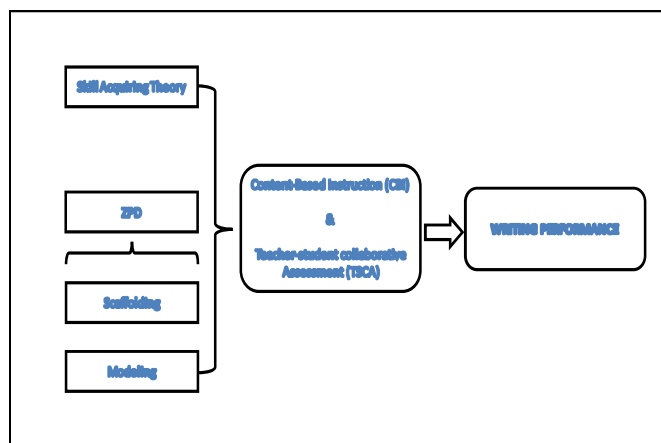 Skill Acquiring Theory
ZPD
Scaffolding
Modeling
Content-Based Instruction (CBI)
&
Teacher-student collaborative
Assessment (TSCA)
WRITING PERFORMANCE